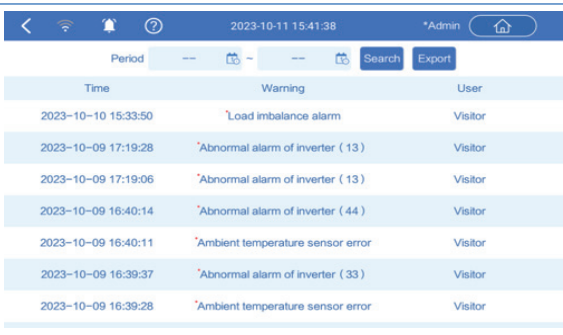 2023-10-11 15:41:38 *Admin
Period -- ~ -- Search Export
Time Warning User
2023-10-10 15:33:50 *Load imbalance alarm Visitor
2023-10-09 17:19:28 *Abnormal alarm of inverter (13) Visitor
2023-10-09 17:19:06 *Abnormal alarm of inverter (13) Visitor
2023-10-09 16:40:14 *Abnormal alarm of inverter (44) Visitor
2023-10-09 16:40:11 *Ambient temperature sensor error Visitor
2023-10-09 16:39:37 *Abnormal alarm of inverter (33) Visitor
2023-10-09 16:39:28 *Ambient temperature sensor error Visitor